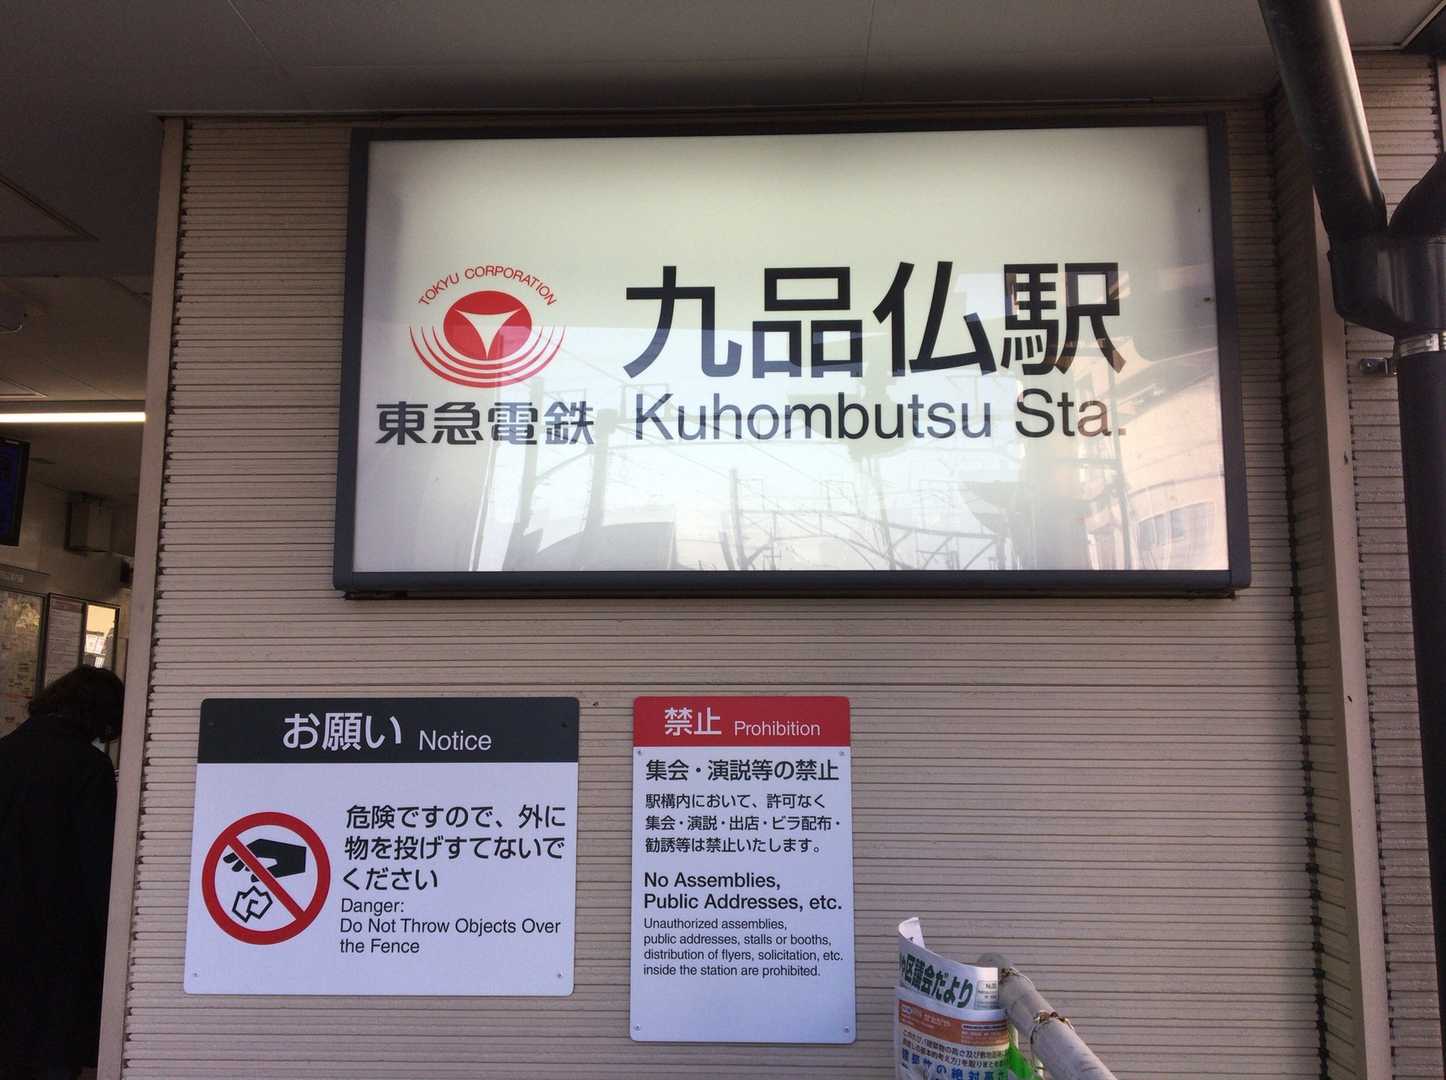 TOKYU CORPORATION
東急電鉄
九品仏駅
Kuhombutsu Sta.
お願い Notice
危険ですので、外に
物を投げすてないで
ください
Danger:
Do Not Throw Objects Over
the Fence
禁止 Prohibition
集会・演説等の禁止
駅構内において、許可なく
集会・演説・出店・ビラ配布・
勧誘等は禁止いたします。
No Assemblies,
Public Addresses, etc.
Unauthorized assemblies,
public addresses, stalls or booths,
distribution of flyers, solicitation, etc.
inside the station are prohibited.
区議会だより